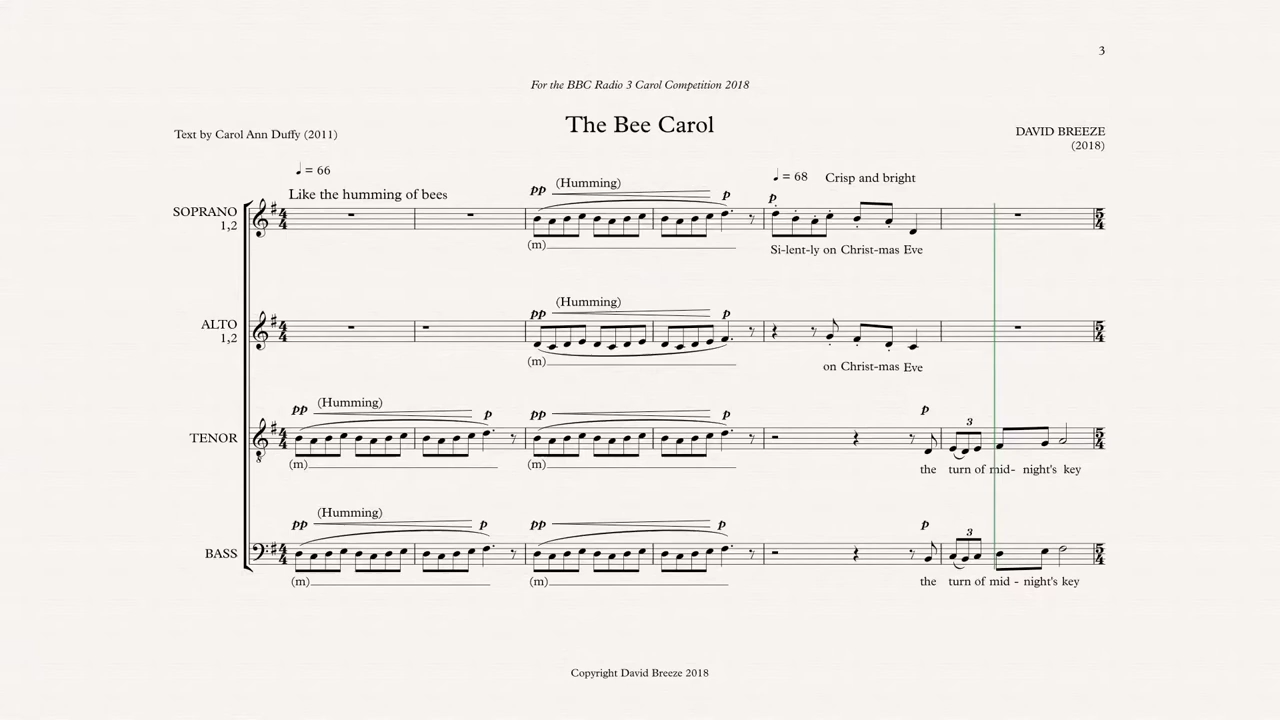 3
For the BBC Radio 3 Carol Competition 2018
The Bee Carol
Text by Carol Ann Duffy (2011)
DAVID BREEZE
(2018)
♩ = 66
Like the humming of bees
♩ = 68 Crisp and bright
pp (Humming) p p
SOPRANO
1,2
(m)
Si-lent-ly on Christ-mas Eve
(Humming)
pp p
ALTO
1,2
(m)
on Christ-mas Eve
(Humming)
pp p pp p p
3
TENOR
(m) (m) the turn of mid- night's key
(Humming)
pp p pp p p
3
BASS
(m) (m) the turn of mid - night's key
Copyright David Breeze 2018